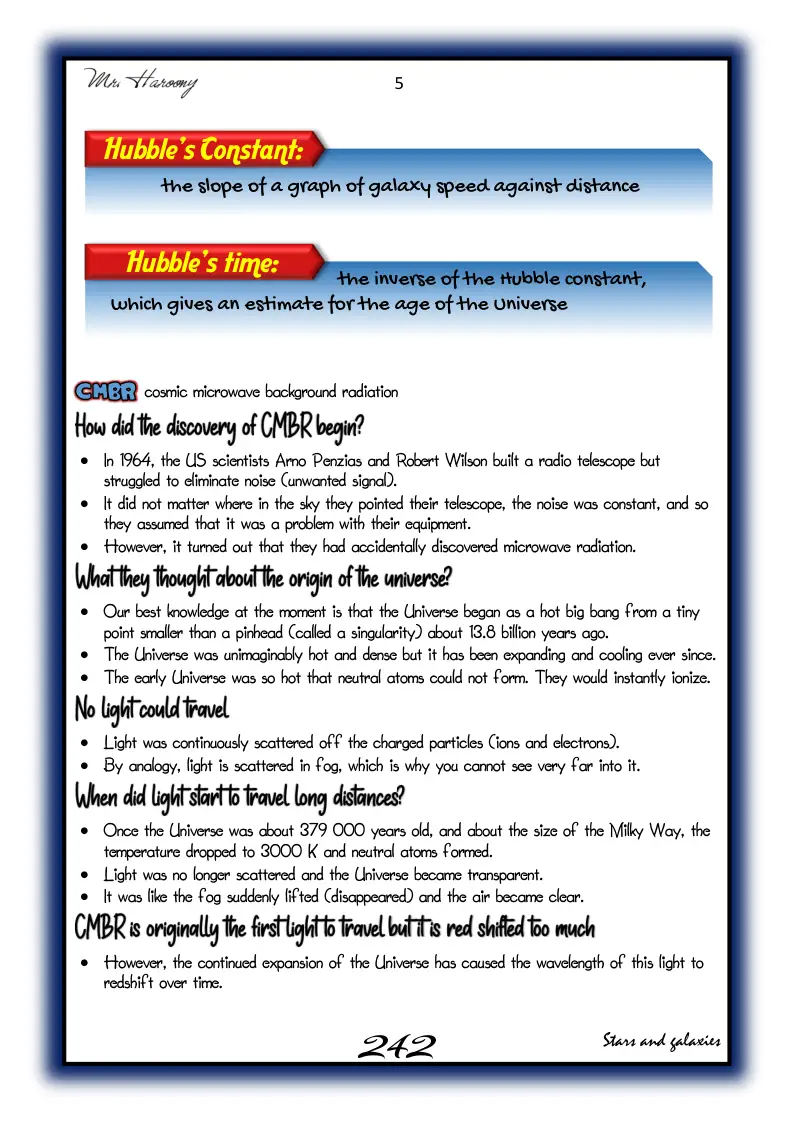 Mr. Haroony
5
Hubble's Constant:
the slope of a graph of galaxy speed against distance
Hubble's time:
the inverse of the Hubble constant,
which gives an estimate for the age of the Universe
CMBR cosmic microwave background radiation
How did the discovery of CMBR begin?
• In 1964, the US scientists Arno Penzias and Robert Wilson built a radio telescope but
struggled to eliminate noise (unwanted signal).
• It did not matter where in the sky they pointed their telescope, the noise was constant, and so
they assumed that it was a problem with their equipment.
• However, it turned out that they had accidentally discovered microwave radiation.
What they thought about the origin of the universe?
• Our best knowledge at the moment is that the Universe began as a hot big bang from a tiny
point smaller than a pinhead (called a singularity) about 13.8 billion years ago.
• The Universe was unimaginably hot and dense but it has been expanding and cooling ever since.
• The early Universe was so hot that neutral atoms could not form. They would instantly ionize.
No light could travel
• Light was continuously scattered off the charged particles (ions and electrons).
• By analogy, light is scattered in fog, which is why you cannot see very far into it.
When did light start to travel long distances?
• Once the Universe was about 379 000 years old, and about the size of the Milky Way, the
temperature dropped to 3000 K and neutral atoms formed.
• Light was no longer scattered and the Universe became transparent.
• It was like the fog suddenly lifted (disappeared) and the air became clear.
CMBR is originally the first light to travel but it is red shifted too much
• However, the continued expansion of the Universe has caused the wavelength of this light to
redshift over time.
242
Stars and galaxies